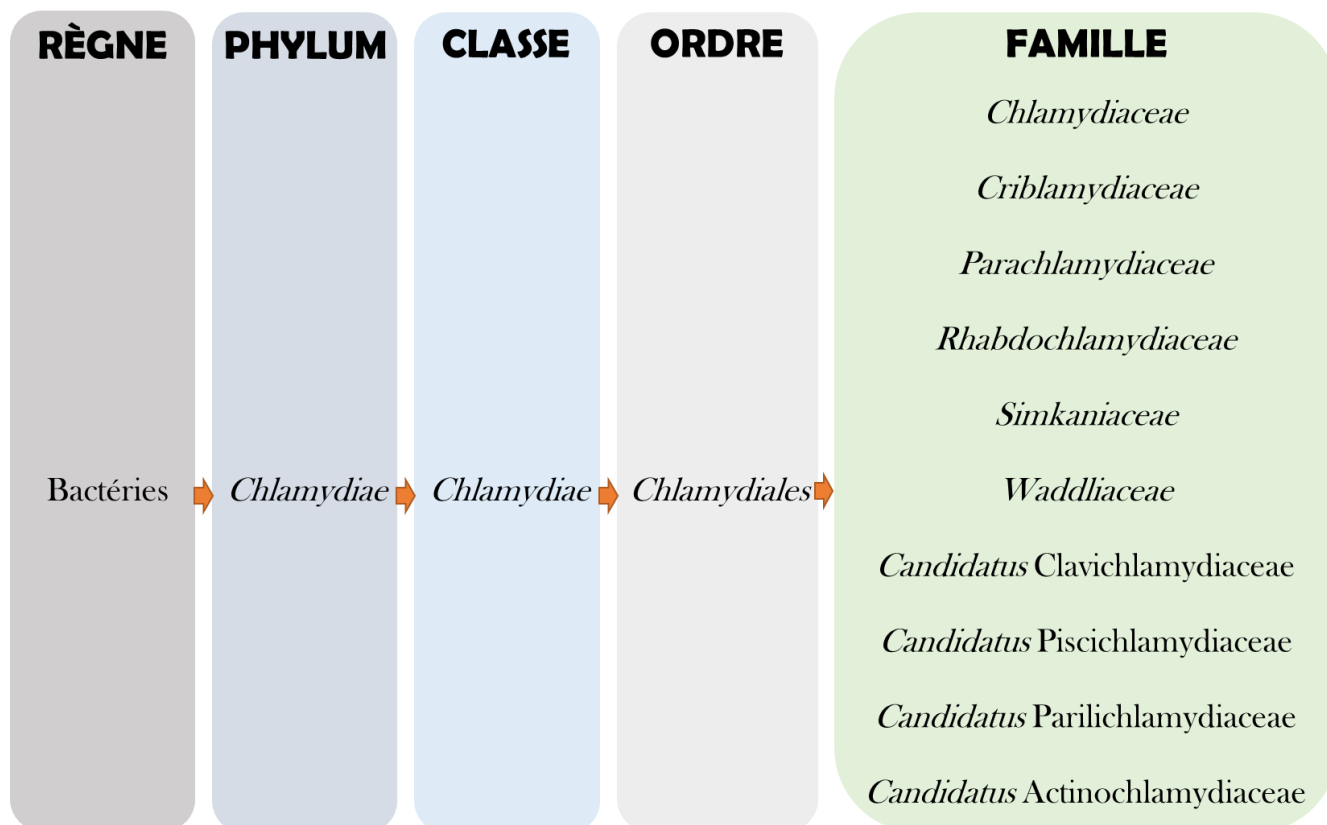 RÈGNE
PHYLUM
CLASSE
ORDRE
FAMILLE
Bactéries
Chlamydiae
Chlamydiae
Chlamydiales
Chlamydiaceae
Criblamydiaceae
Parachlamydiaceae
Rhabdochlamydiaceae
Simkaniaceae
Waddliaceae
Candidatus Clavichlamydiaceae
Candidatus Piscichlamydiaceae
Candidatus Parilichlamydiaceae
Candidatus Actinochlamydiaceae